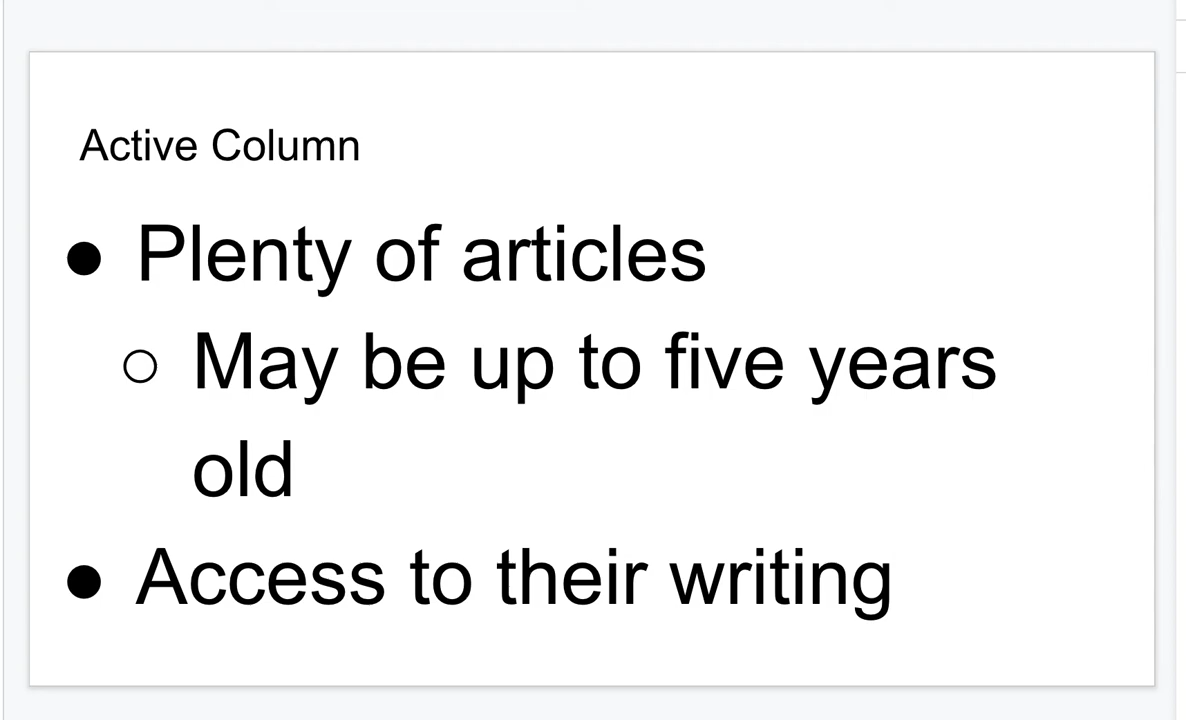 Active Column
● Plenty of articles
○ May be up to five years
old
● Access to their writing